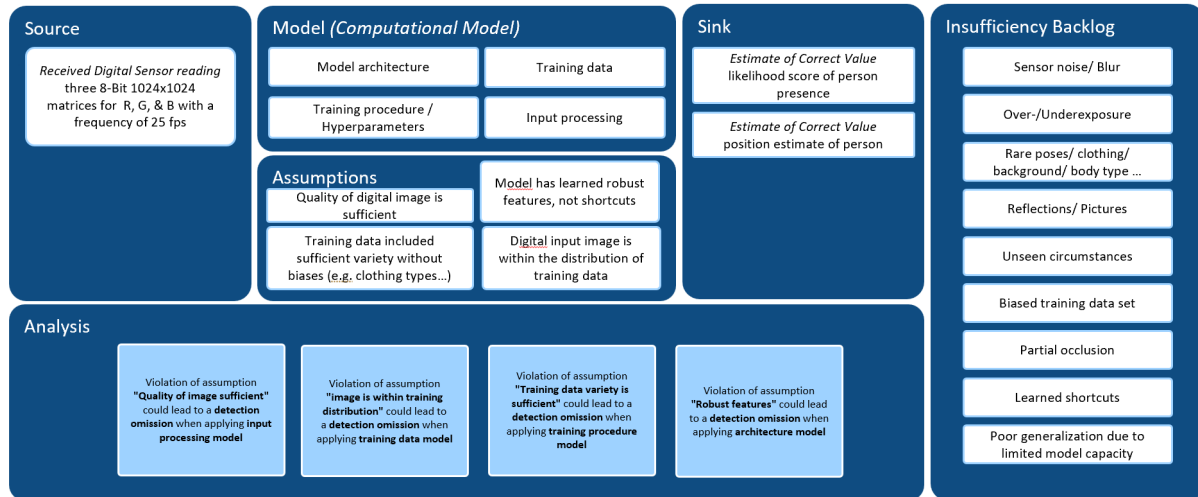 Source
Received Digital Sensor reading
three 8-Bit 1024x1024
matrices for R, G, & B with a
frequency of 25 fps
Model (Computational Model)
Model architecture
Training data
Training procedure /
Hyperparameters
Input processing
Assumptions
Quality of digital image is
sufficient
Model has learned robust
features, not shortcuts
Training data included
sufficient variety without
biases (e.g. clothing types...)
Digital input image is
within the distribution of
training data
Sink
Estimate of Correct Value
likelihood score of person
presence
Estimate of Correct Value
position estimate of person
Analysis
Violation of assumption
"Quality of image sufficient"
could lead to a detection
omission when applying input
processing model
Violation of assumption
"image is within training
distribution" could lead to
a detection omission when
applying training data model
Violation of assumption
"Training data variety is
sufficient" could lead to a
detection omission when
applying training procedure
model
Violation of assumption
"Robust features" could lead
to a detection omission when
applying architecture model
Insufficiency Backlog
Sensor noise/ Blur
Over-/Underexposure
Rare poses/ clothing/
background/ body type ...
Reflections/ Pictures
Unseen circumstances
Biased training data set
Partial occlusion
Learned shortcuts
Poor generalization due to
limited model capacity